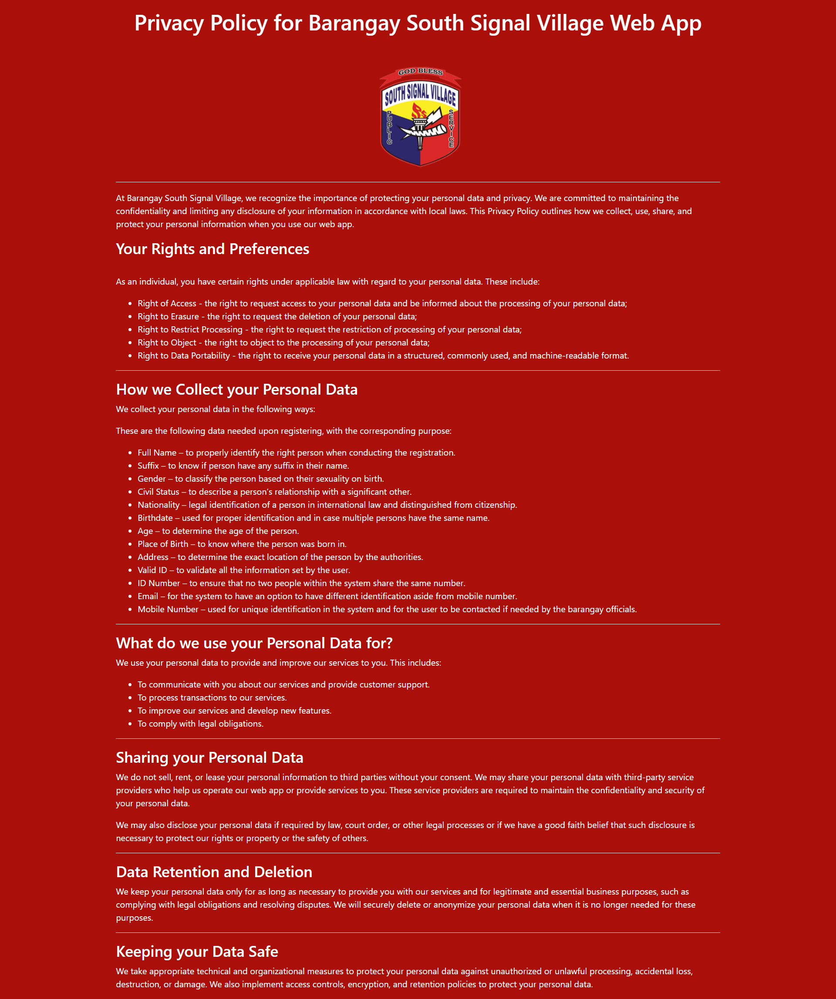 Privacy Policy for Barangay South Signal Village Web App
GOD BLESS
SOUTH SIGNAL VILLAGE
PUBLIC
SERVICE
At Barangay South Signal Village, we recognize the importance of protecting your personal data and privacy. We are committed to maintaining the
confidentiality and limiting any disclosure of your information in accordance with local laws. This Privacy Policy outlines how we collect, use, share, and
protect your personal information when you use our web app.
Your Rights and Preferences
As an individual, you have certain rights under applicable law with regard to your personal data. These include:
• Right of Access - the right to request access to your personal data and be informed about the processing of your personal data;
• Right to Erasure - the right to request the deletion of your personal data;
• Right to Restrict Processing - the right to request the restriction of processing of your personal data;
• Right to Object - the right to object to the processing of your personal data;
• Right to Data Portability - the right to receive your personal data in a structured, commonly used, and machine-readable format.
How we Collect your Personal Data
We collect your personal data in the following ways:
These are the following data needed upon registering, with the corresponding purpose:
• Full Name – to properly identify the right person when conducting the registration.
• Suffix – to know if person have any suffix in their name.
• Gender – to classify the person based on their sexuality on birth.
• Civil Status – to describe a person’s relationship with a significant other.
• Nationality – legal identification of a person in international law and distinguished from citizenship.
• Birthdate – used for proper identification and in case multiple persons have the same name.
• Age – to determine the age of the person.
• Place of Birth – to know where the person was born in.
• Address – to determine the exact location of the person by the authorities.
• Valid ID – to validate all the information set by the user.
• ID Number – to ensure that no two people within the system share the same number.
• Email – for the system to have an option to have different identification aside from mobile number.
• Mobile Number – used for unique identification in the system and for the user to be contacted if needed by the barangay officials.
What do we use your Personal Data for?
We use your personal data to provide and improve our services to you. This includes:
• To communicate with you about our services and provide customer support.
• To process transactions to our services.
• To improve our services and develop new features.
• To comply with legal obligations.
Sharing your Personal Data
We do not sell, rent, or lease your personal information to third parties without your consent. We may share your personal data with third-party service
providers who help us operate our web app or provide services to you. These service providers are required to maintain the confidentiality and security of
your personal data.
We may also disclose your personal data if required by law, court order, or other legal processes or if we have a good faith belief that such disclosure is
necessary to protect our rights or property or the safety of others.
Data Retention and Deletion
We keep your personal data only for as long as necessary to provide you with our services and for legitimate and essential business purposes, such as
complying with legal obligations and resolving disputes. We will securely delete or anonymize your personal data when it is no longer needed for these
purposes.
Keeping your Data Safe
We take appropriate technical and organizational measures to protect your personal data against unauthorized or unlawful processing, accidental loss,
destruction, or damage. We also implement access controls, encryption, and retention policies to protect your personal data.